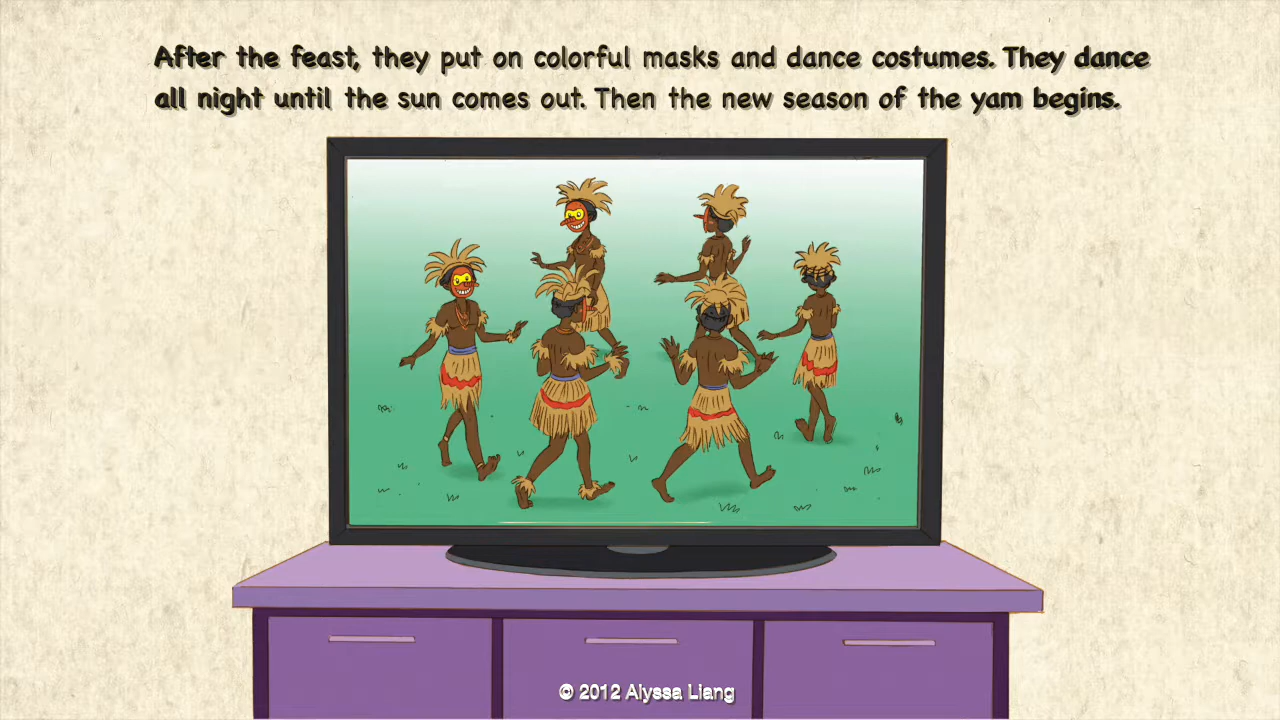 After the feast, they put on colorful masks and dance costumes. They dance
all night until the sun comes out. Then the new season of the yam begins.
© 2012 Alyssa Liang